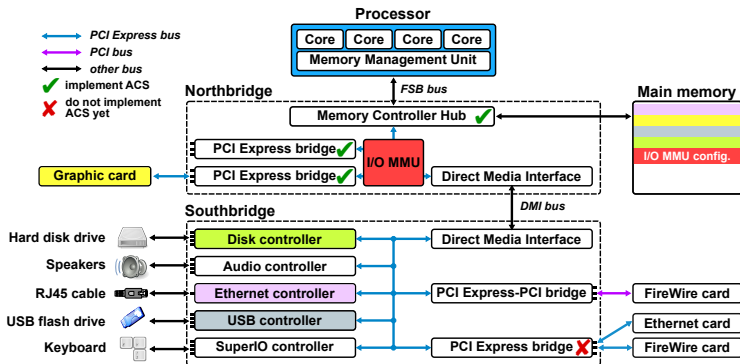 Processor
PCI Express bus
PCI bus
other bus
implement ACS
do not implement
ACS yet
Core Core Core Core
Memory Management Unit
FSB bus
Northbridge
Main memory
Memory Controller Hub
PCI Express bridge
I/O MMU
I/O MMU config.
Graphic card
PCI Express bridge
Direct Media Interface
DMI bus
Southbridge
Hard disk drive
Disk controller
Direct Media Interface
Speakers
Audio controller
RJ45 cable
Ethernet controller
PCI Express-PCI bridge
FireWire card
USB flash drive
USB controller
Ethernet card
Keyboard
SuperIO controller
PCI Express bridge
FireWire card